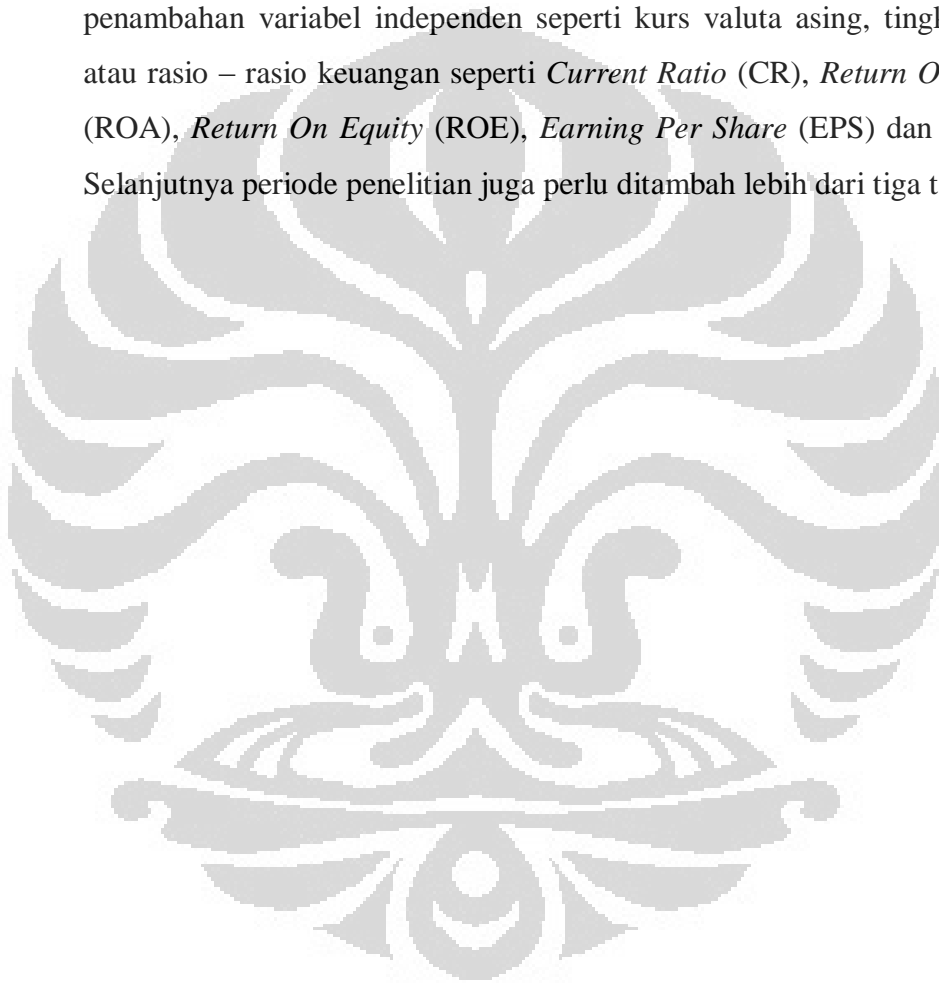 penambahan variabel independen seperti kurs valuta asing,
atau rasio – rasio keuangan seperti Current Ratio (CR), Return
(ROA), Return On Equity (ROE), Earning Per Share (EPS) dan
Selanjutnya periode penelitian juga perlu ditambah lebih dari tiga